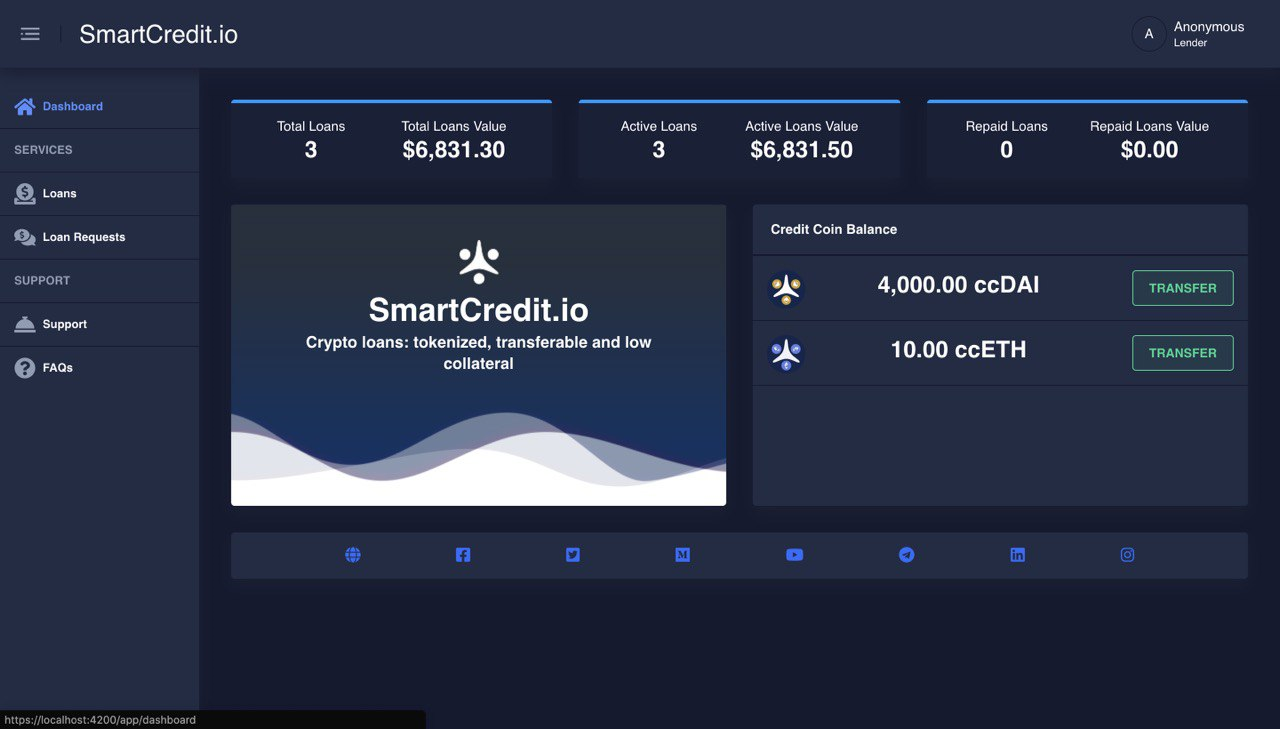 SmartCredit.io
A
Anonymous
Lender
Dashboard
SERVICES
Loans
Loan Requests
SUPPORT
Support
FAQs
Total Loans
3
Total Loans Value
$6,831.30
Active Loans
3
Active Loans Value
$6,831.50
Repaid Loans
0
Repaid Loans Value
$0.00
SmartCredit.io
Crypto loans: tokenized, transferable and low
collateral
Credit Coin Balance
4,000.00 ccDAI
TRANSFER
10.00 ccETH
TRANSFER
https://localhost:4200/app/dashboard